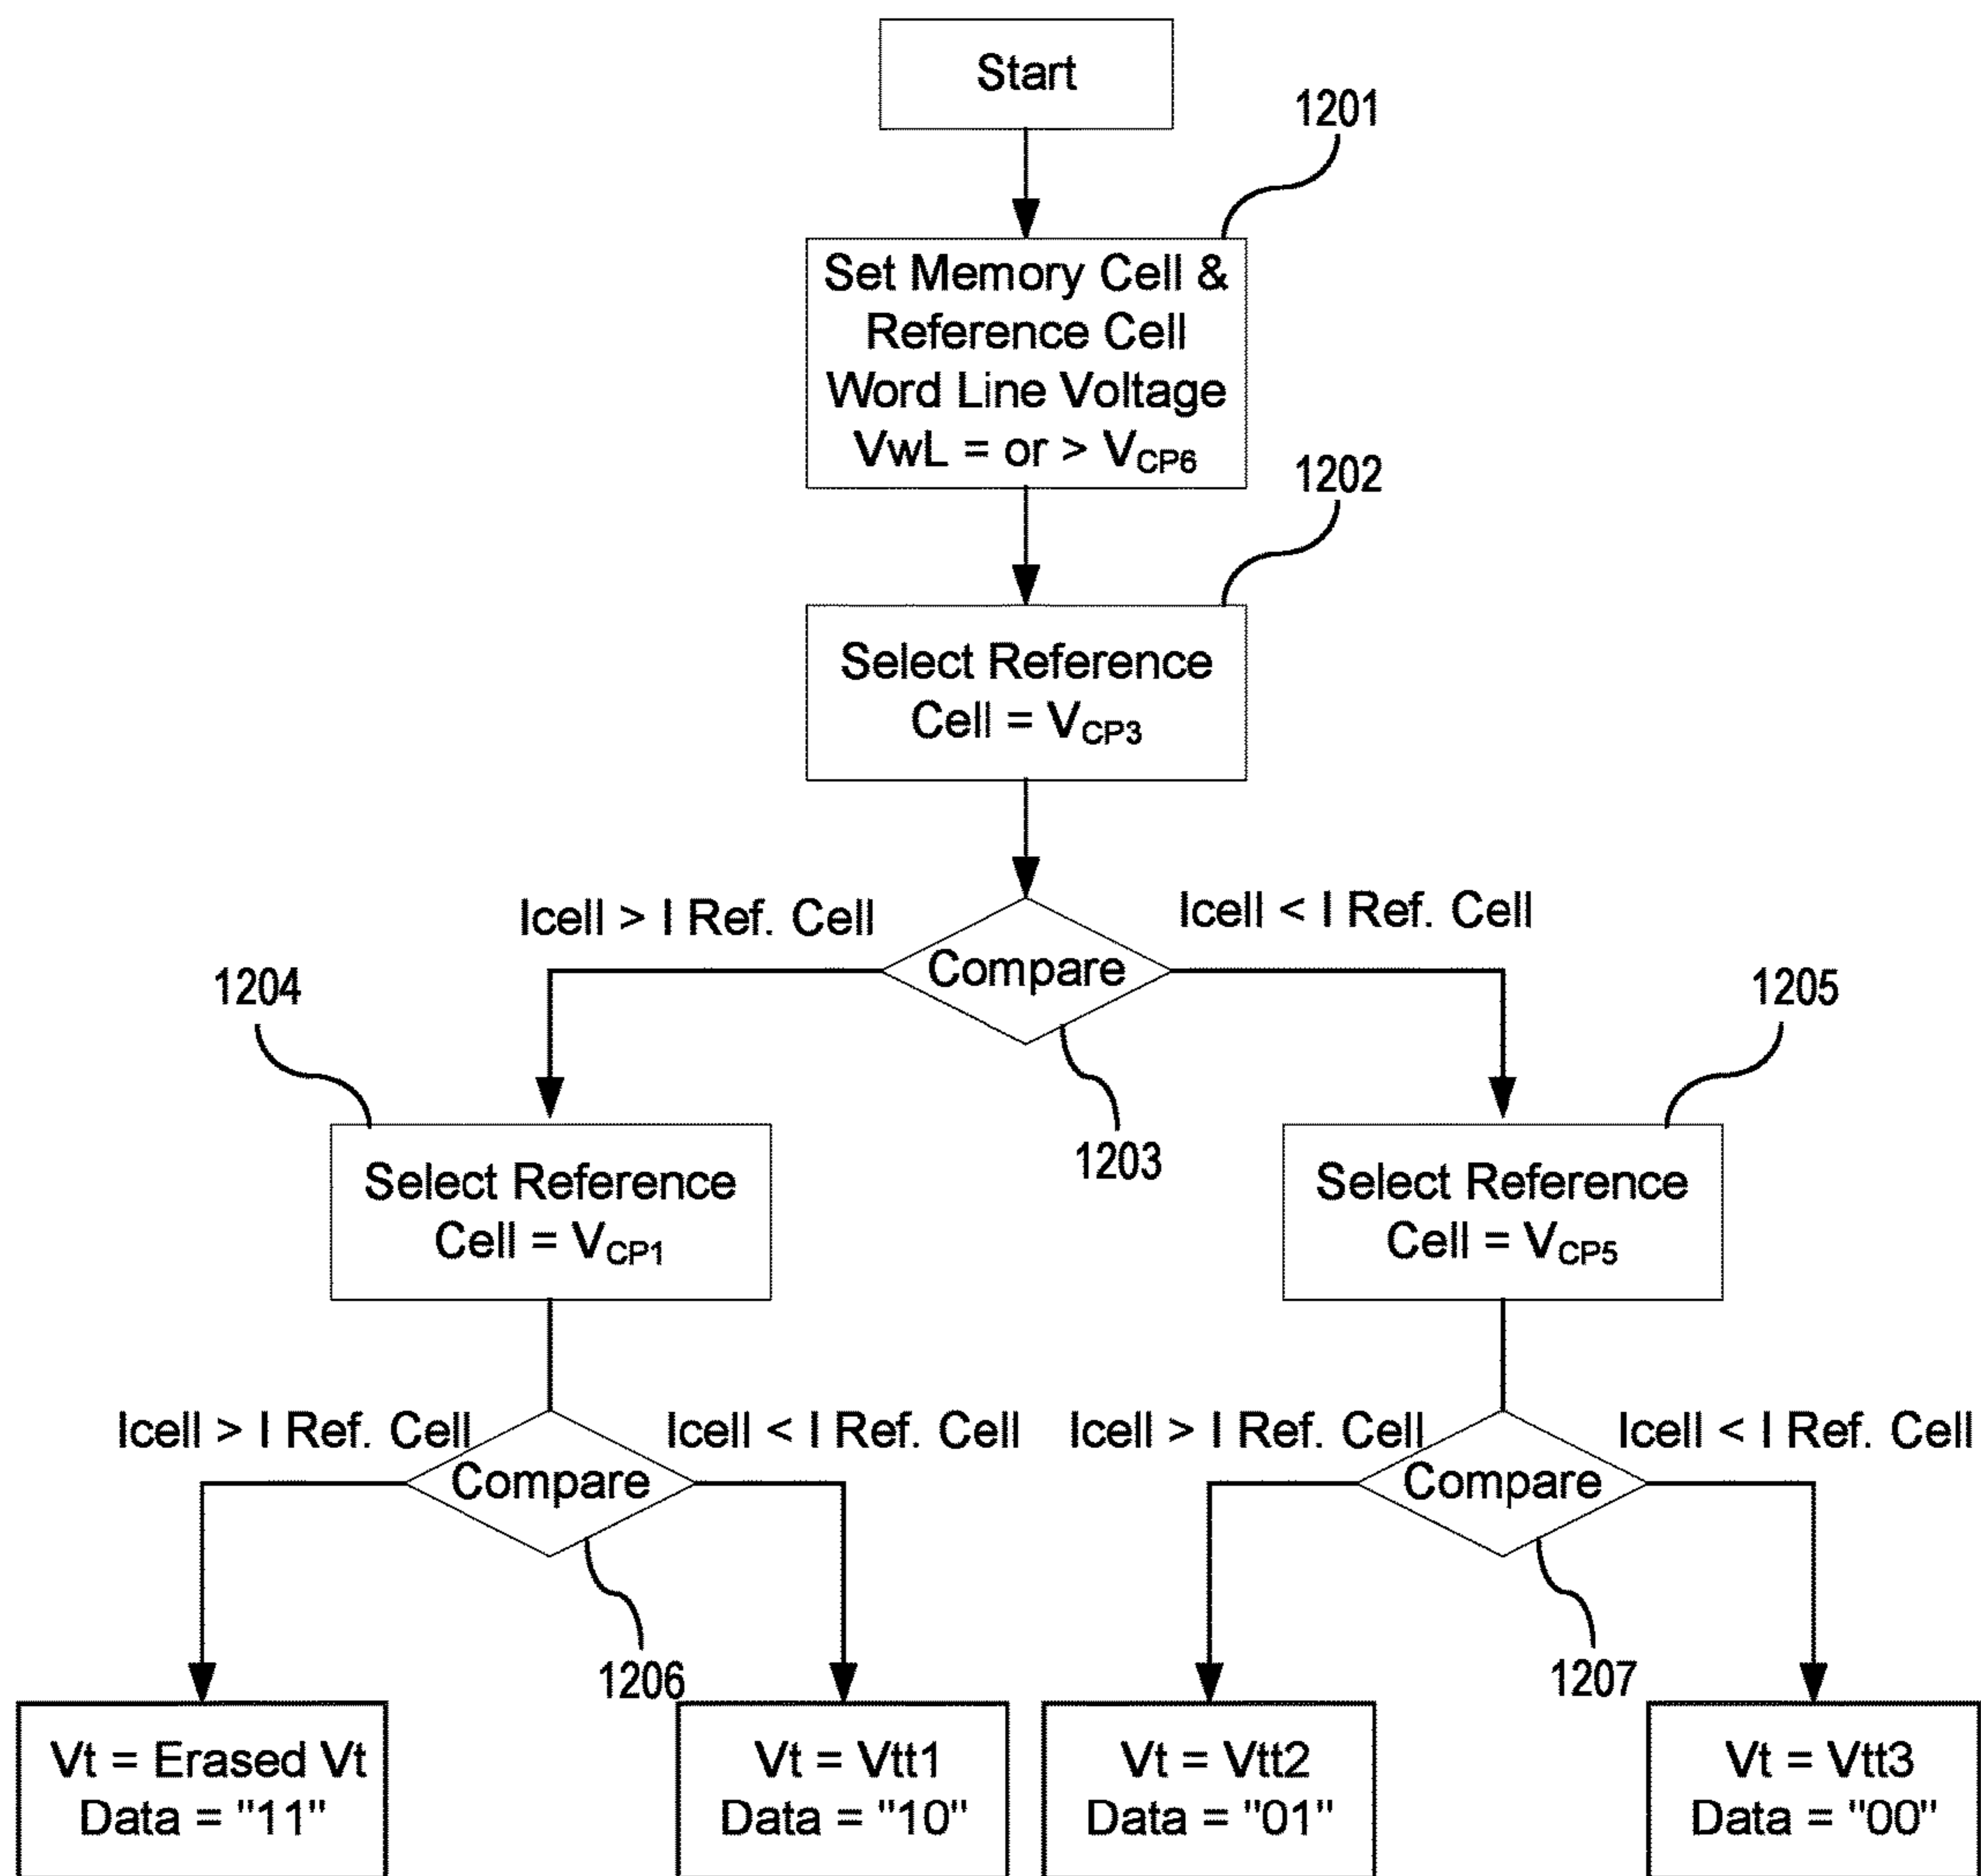 Start
1201
Set Memory Cell &
Reference Cell
Word Line Voltage
VwL = or > VCP6
1202
Select Reference
Cell = VCP3
Icell > I Ref. Cell
Icell < I Ref. Cell
Compare
1203
1204
1205
Select Reference
Cell = VCP1
Select Reference
Cell = VCP5
Icell > I Ref. Cell
Icell < I Ref. Cell
Icell > I Ref. Cell
Icell < I Ref. Cell
Compare
Compare
1206
1207
Vt = Erased Vt
Data = "11"
Vt = Vtt1
Data = "10"
Vt = Vtt2
Data = "01"
Vt = Vtt3
Data = "00"